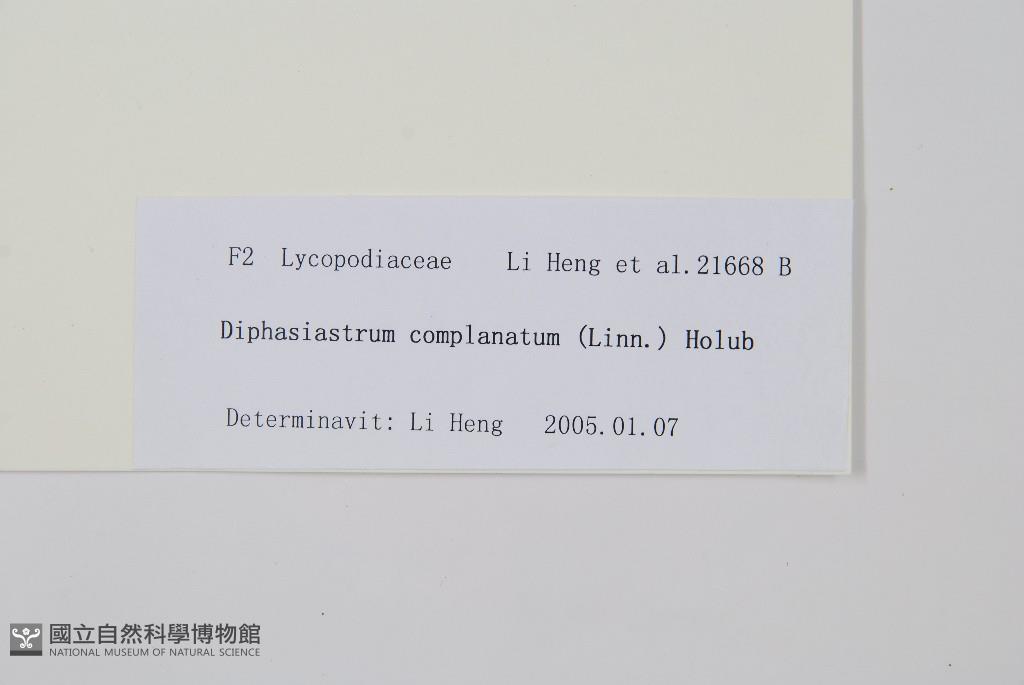 F2 Lycopodiaceae Li Heng et al.21668 B
Diphasiastrum complanatum (Linn.) Holub
Determinavit: Li Heng 2005.01.07
國立自然科學博物館
NATIONAL MUSEUM OF NATURAL SCIENCE